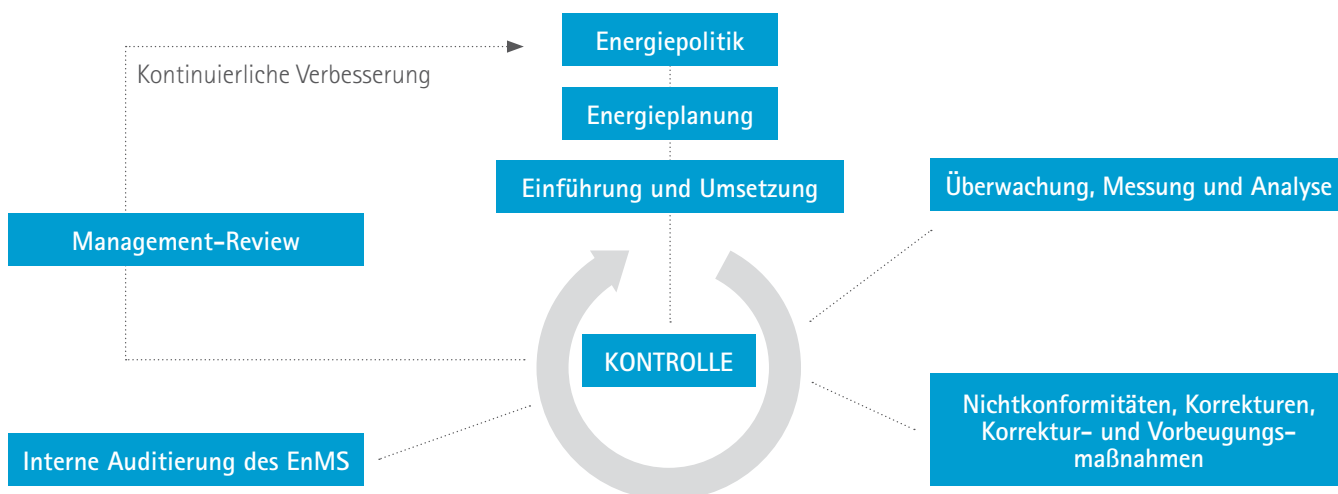 Energiepolitik
Kontinuierliche Verbesserung
Energieplanung
Einführung und Umsetzung
Überwachung, Messung und Analyse
Management-Review
KONTROLLE
Nichtkonformitäten, Korrekturen,
Korrektur- und Vorbeugungs-
maßnahmen
Interne Auditierung des EnMS